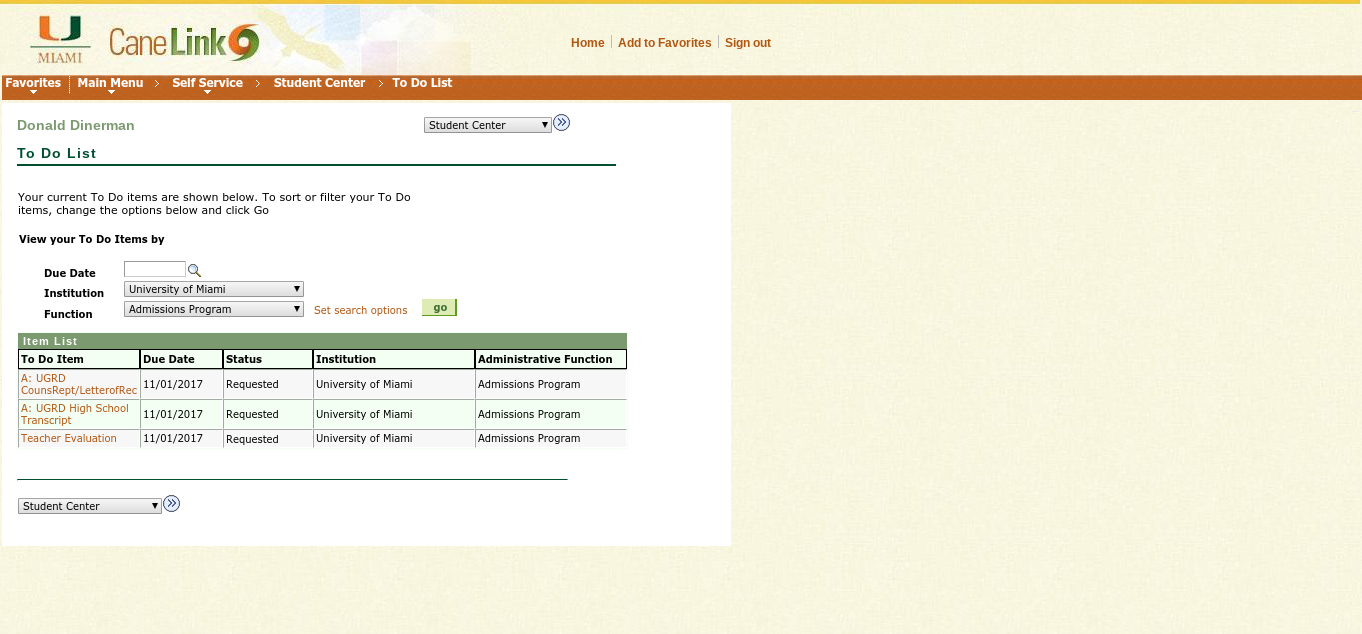 MIAMI
CaneLink
Home Add to Favorites Sign out
Favorites Main Menu Self Service Student Center To Do List
Donald Dinerman
Student Center
To Do List
Your current To Do items are shown below. To sort or filter your To Do
items, change the options below and click Go
View your To Do Items by
Due Date
Institution University of Miami
Function Admissions Program Set search options go
Item List
To Do Item Due Date Status Institution Administrative Function
A: UGRD
CounsRept/LetterofRec 11/01/2017 Requested University of Miami Admissions Program
A: UGRD High School
Transcript 11/01/2017 Requested University of Miami Admissions Program
Teacher Evaluation 11/01/2017 Requested University of Miami Admissions Program
Student Center